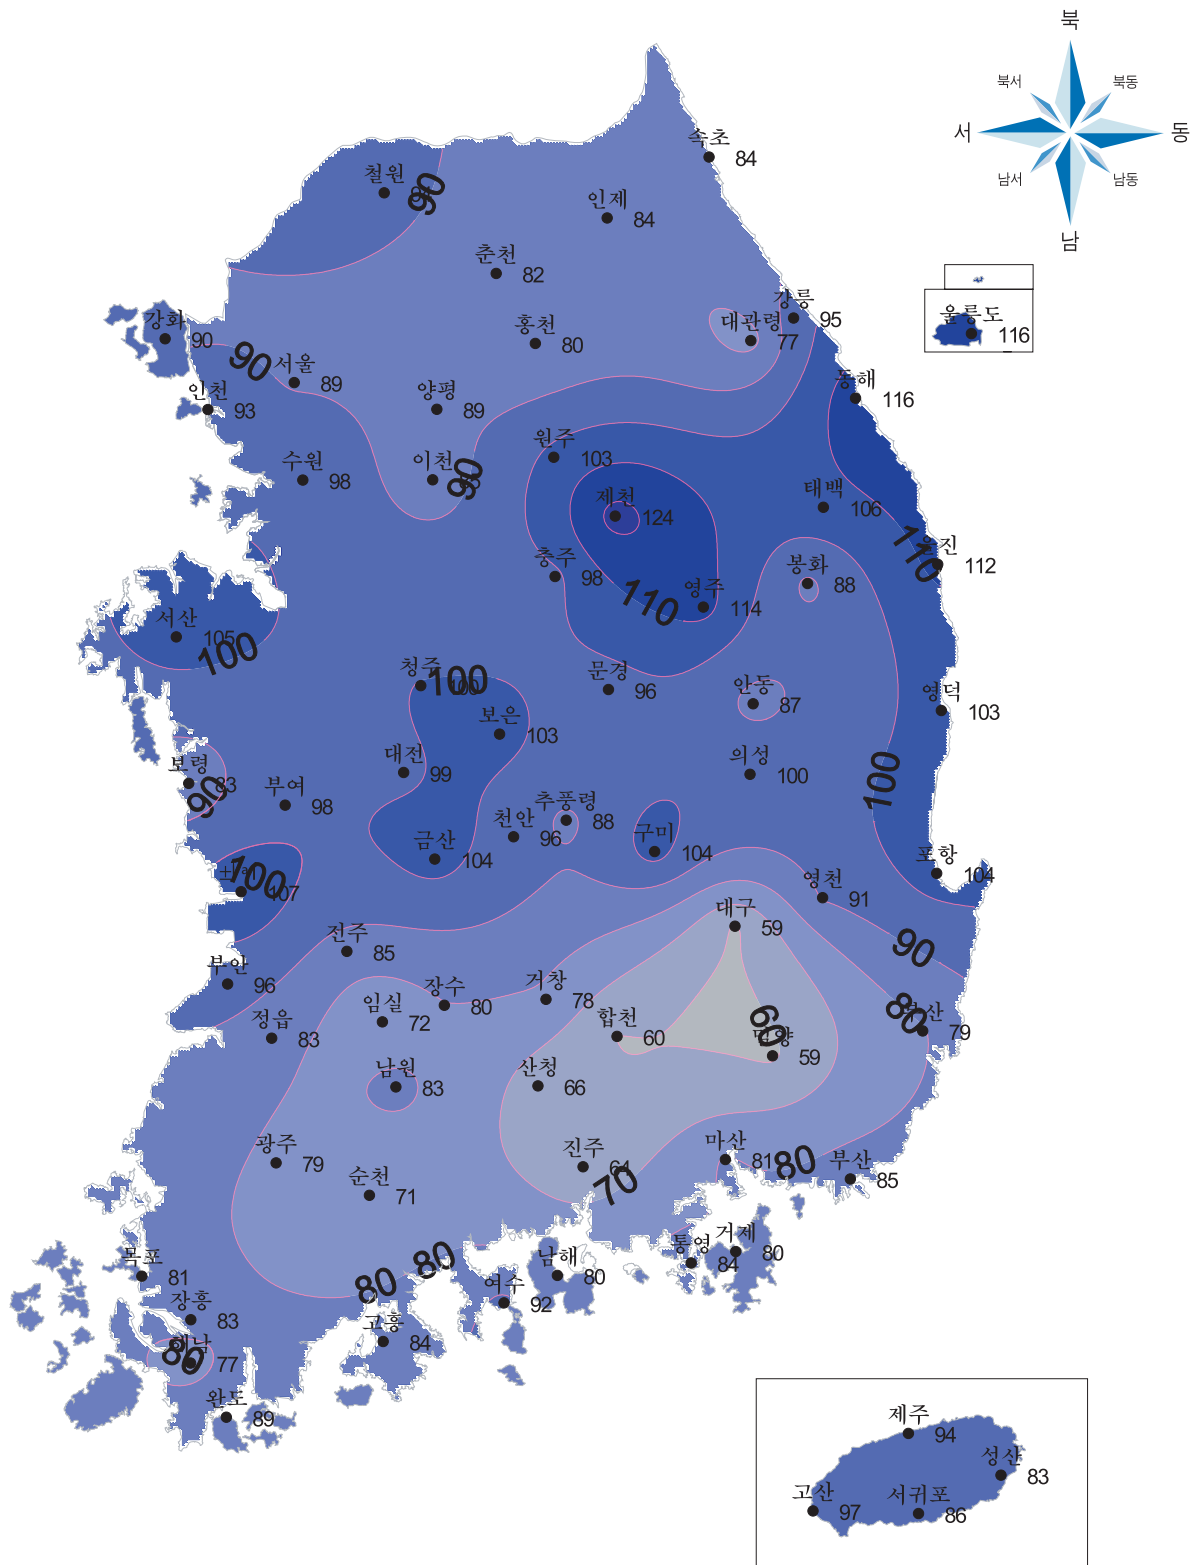 북
북서
북동
서
동
남서
남동
남
속초
84
철원
90
인제
84
춘천
82
울릉도
116
강릉
95
대관령
77
홍천
80
강화
90
90
서울
89
인천
93
양평
89
동해
116
원주
103
수원
98
이천
90
제천
124
태백
106
110
울진
112
충주
98
영주
114
110
봉화
88
서산
105
100
청주
100
100
문경
96
안동
87
영덕
103
보은
103
대전
99
의성
100
100
보령
83
90
부여
98
추풍령
88
천안
96
구미
104
금산
104
포항
104
100
107
영천
91
대구
59
90
전주
85
부안
96
거창
78
장수
80
임실
72
합천
60
60
59
80
79
정읍
83
남원
83
산청
66
광주
79
진주
64
70
마산
81
80
부산
85
순천
71
목포
81
80
80
남해
80
통영
84
거제
80
여수
92
장흥
83
고흥
84
해남
77
80
완도
89
제주
94
성산
83
고산
97
서귀포
86